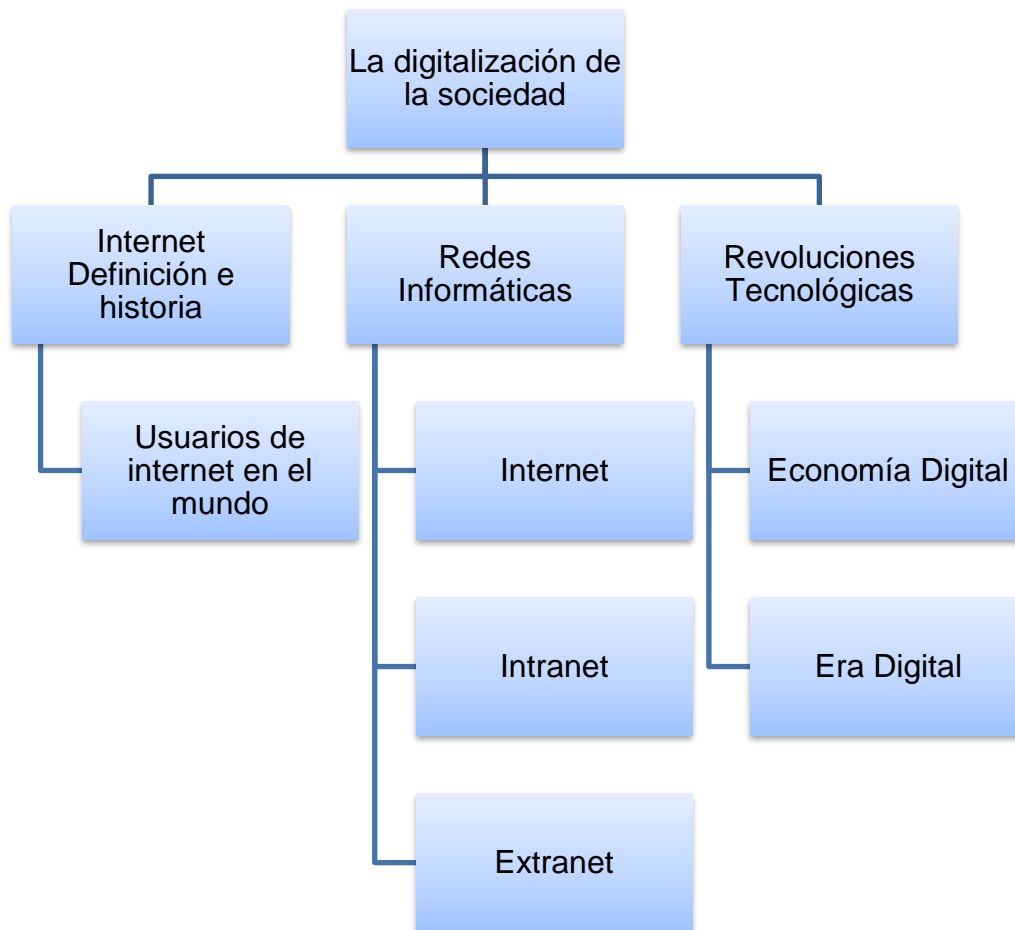 La digitalización de
la sociedad
Internet
Definición e
historia
Usuarios de
internet en el
mundo
Redes
Informáticas
Internet
Intranet
Extranet
Revoluciones
Tecnológicas
Economía Digital
Era Digital